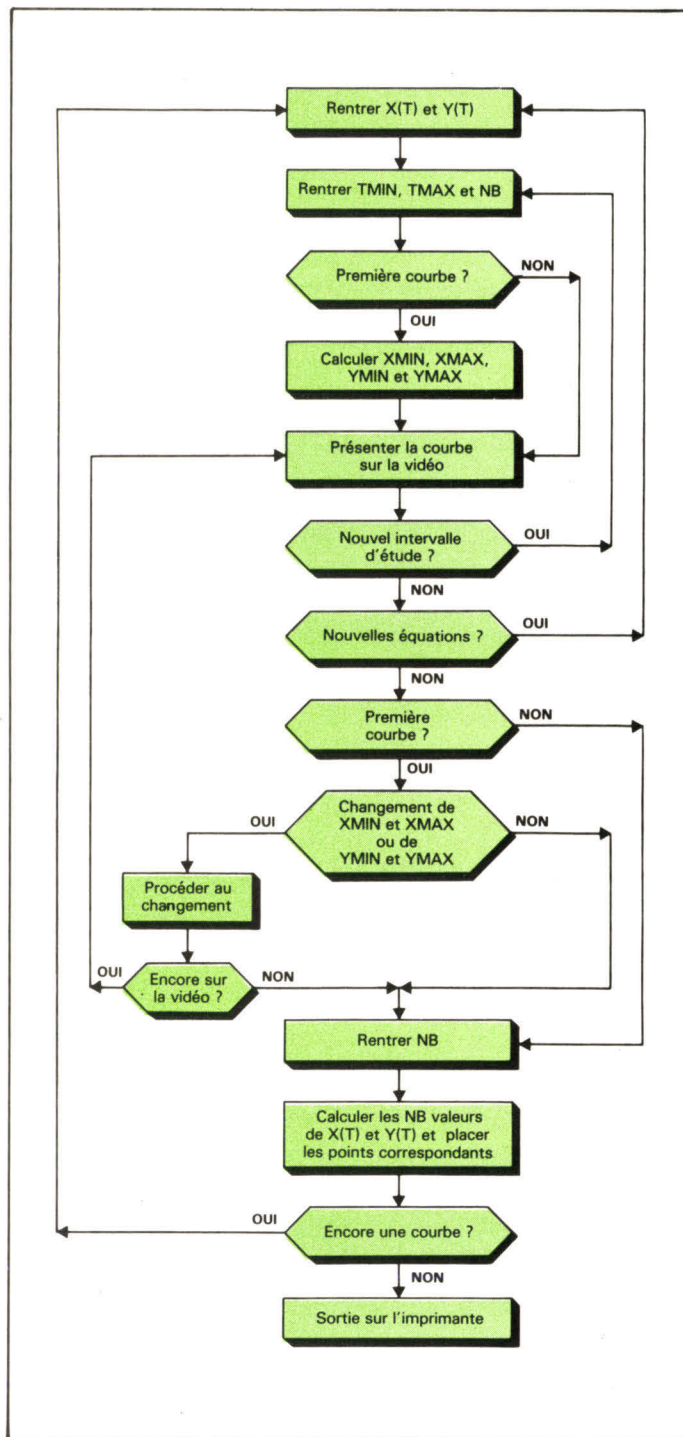 Rentrer X(T) et Y(T)
Rentrer TMIN, TMAX et NB
Première courbe ?
NON
OUI
Calculer XMIN, XMAX,
YMIN et YMAX
Présenter la courbe
sur la vidéo
Nouvel intervalle
d'étude ?
OUI
NON
Nouvelles équations ?
OUI
NON
Première
courbe ?
NON
OUI
Changement de
XMIN et XMAX
ou de
YMIN et YMAX
OUI
NON
Procéder au
changement
OUI
Encore sur
la vidéo ?
NON
Rentrer NB
Calculer les NB valeurs
de X(T) et Y(T) et placer
les points correspondants
OUI
Encore une courbe ?
NON
Sortie sur l'imprimante